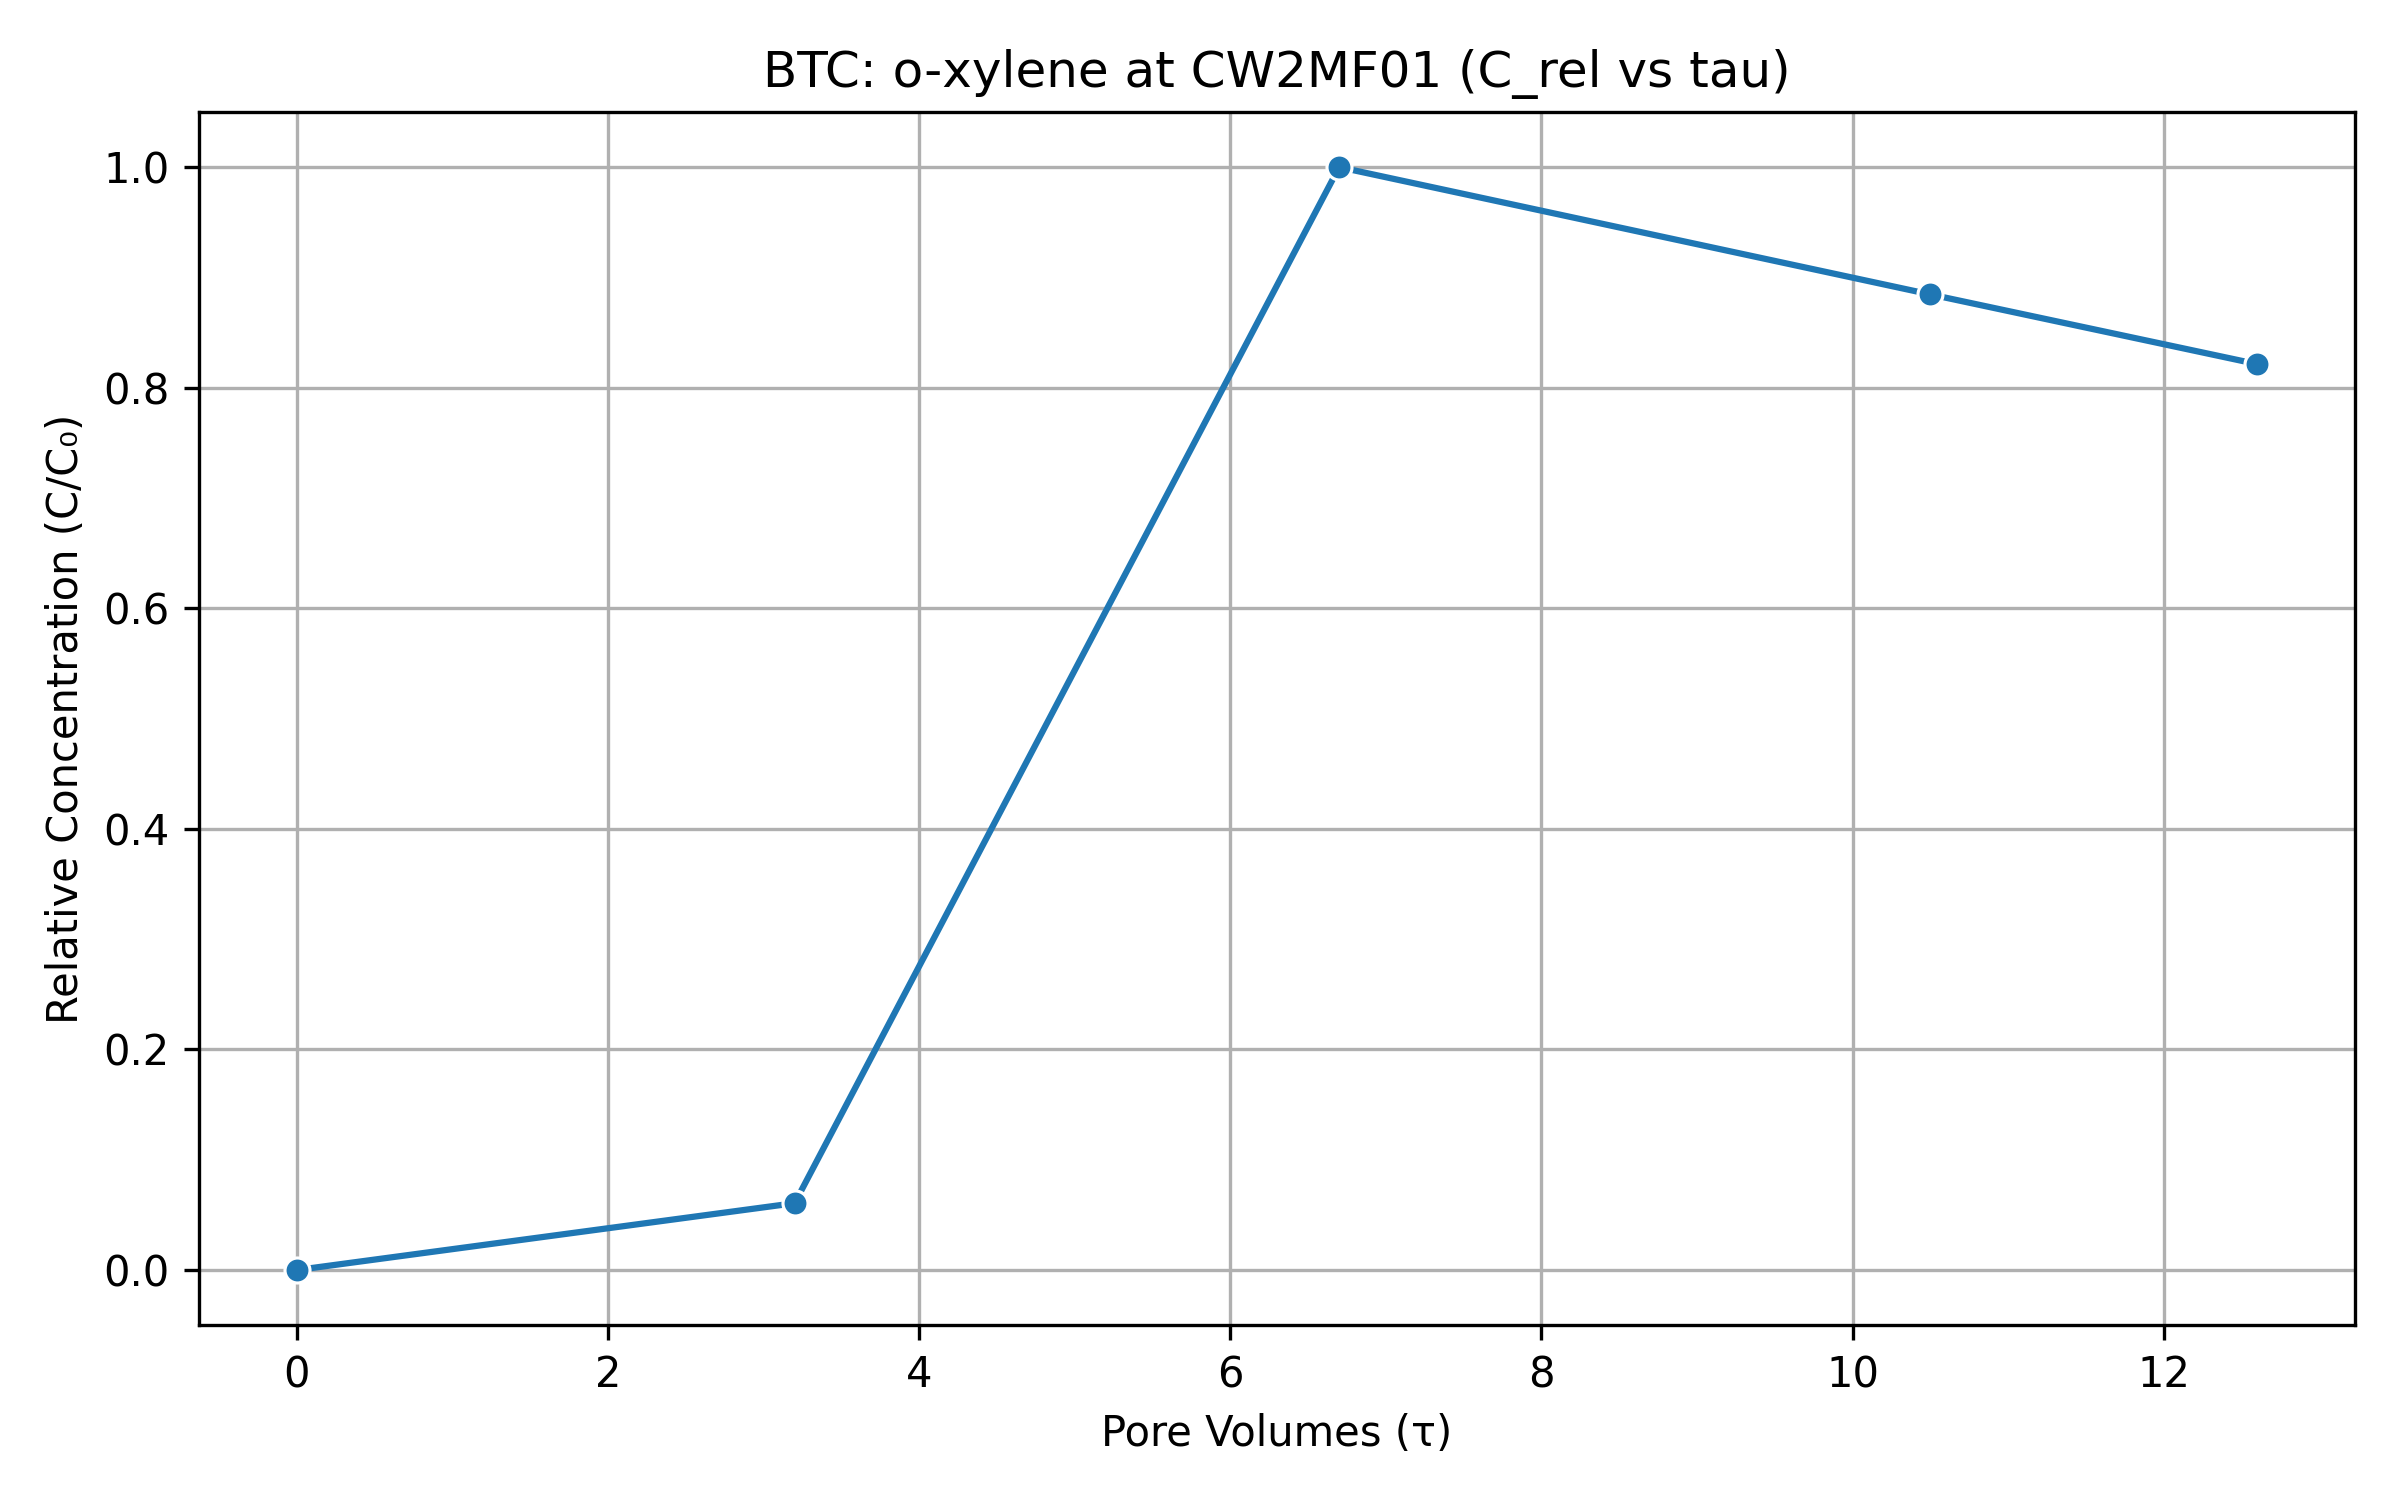 BTC: o-xylene at CW2MF01 (C_rel vs tau)
Relative Concentration (C/C₀)
1.0
0.8
0.6
0.4
0.2
0.0
0 2 4 6 8 10 12
Pore Volumes (τ)